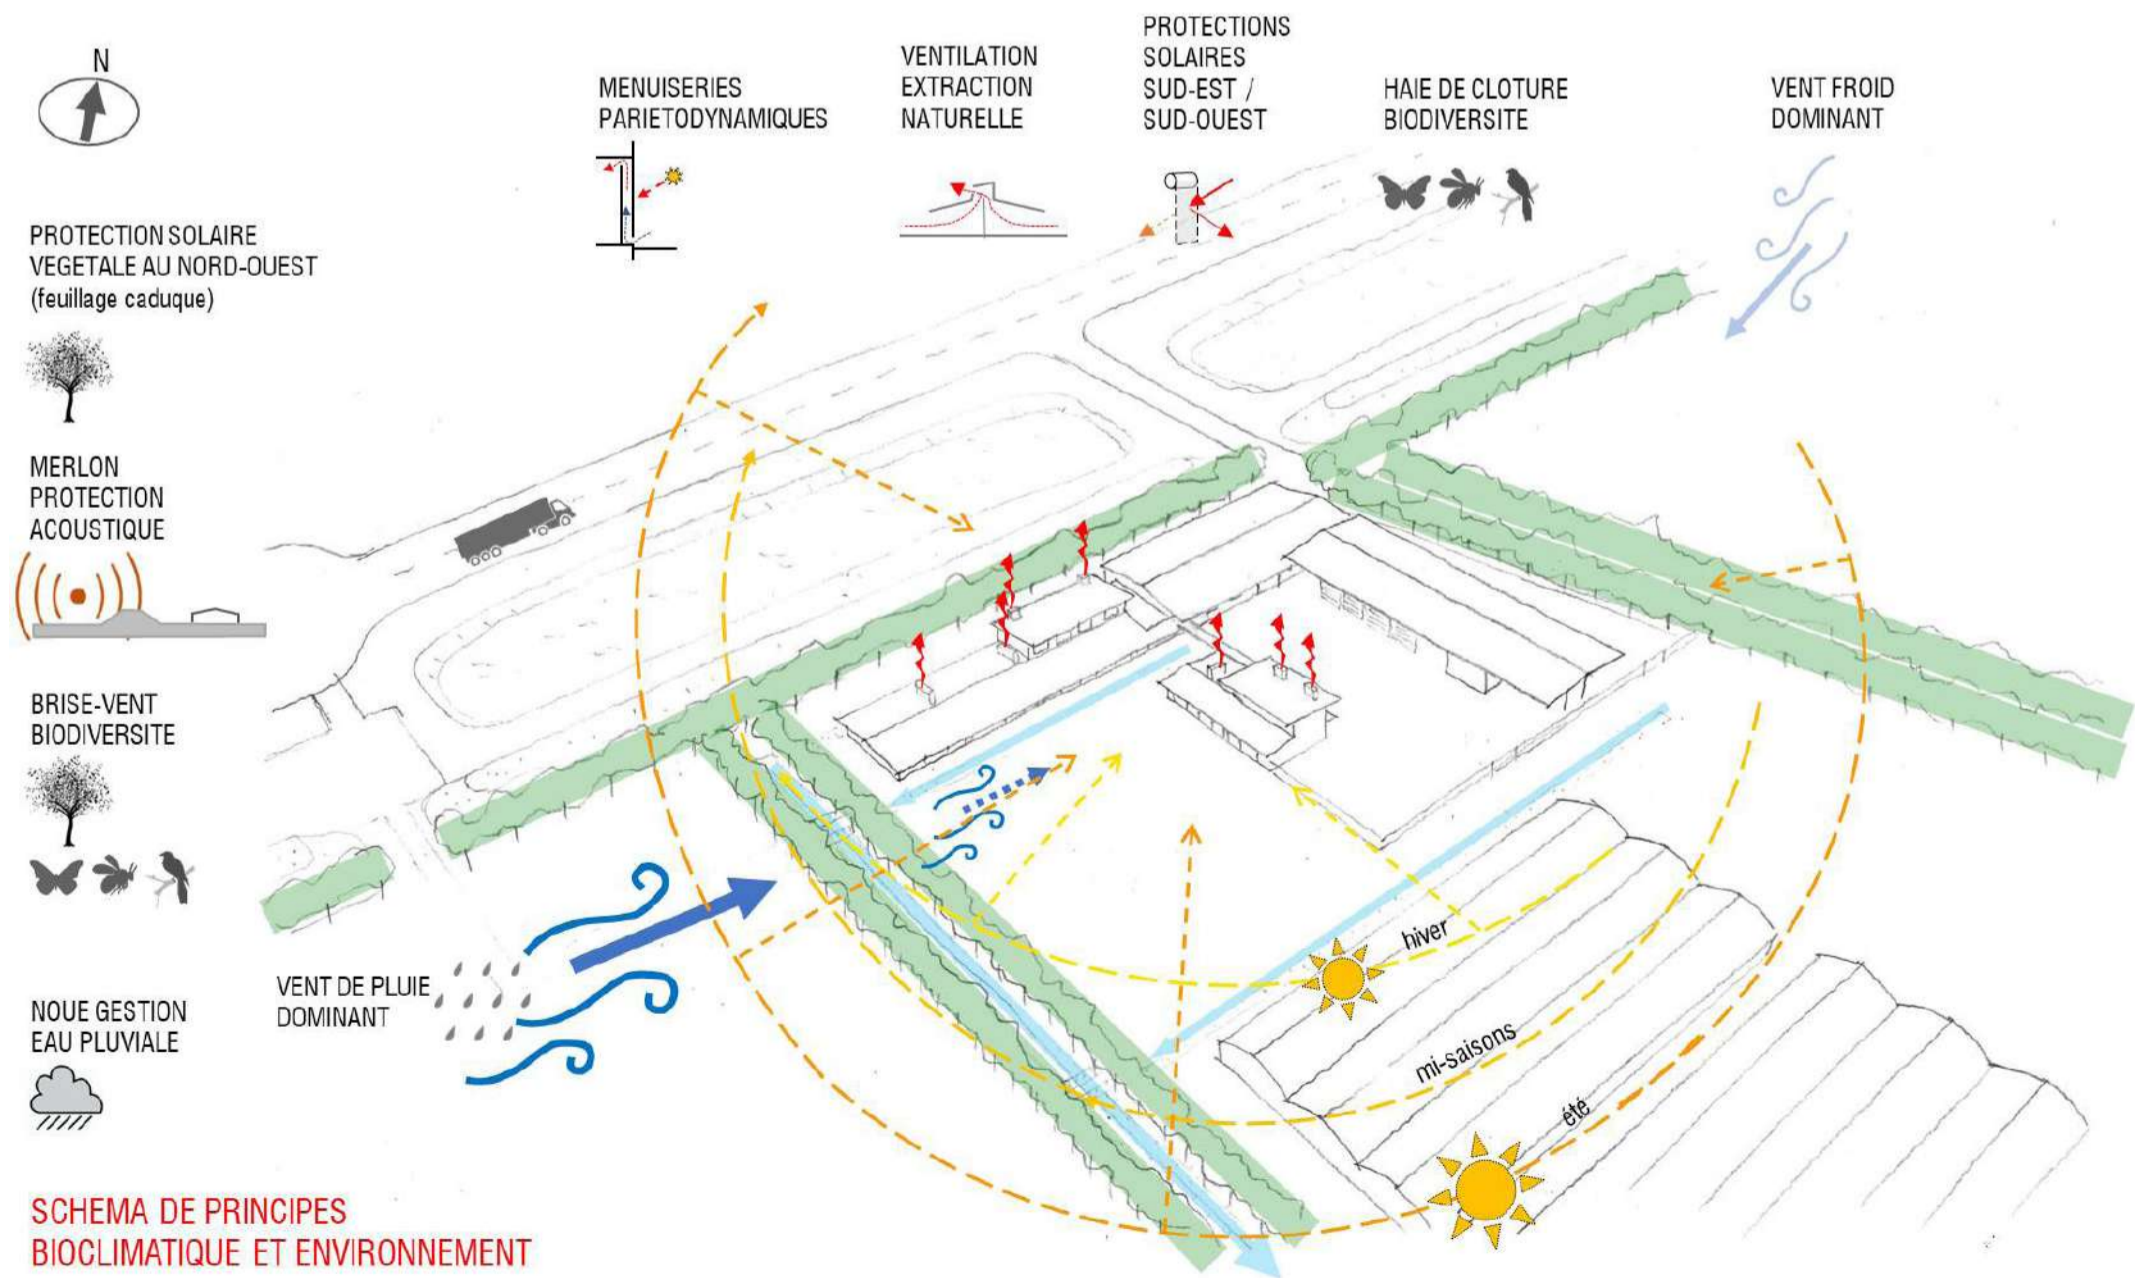 N
MENUISERIES
PARIETODYNAMIQUES
VENTILATION
EXTRACTION
NATURELLE
PROTECTIONS
SOLAIRES
SUD-EST /
SUD-OUEST
HAIE DE CLOTURE
BIODIVERSITE
VENT FROID
DOMINANT
PROTECTION SOLAIRE
VEGETALE AU NORD-OUEST
(feuillage caduque)
MERLON
PROTECTION
ACOUSTIQUE
BRISE-VENT
BIODIVERSITE
VENT DE PLUIE
DOMINANT
NOUE GESTION
EAU PLUVIALE
hiver
mi-saisons
été
SCHEMA DE PRINCIPES
BIOCLIMATIQUE ET ENVIRONNEMENT